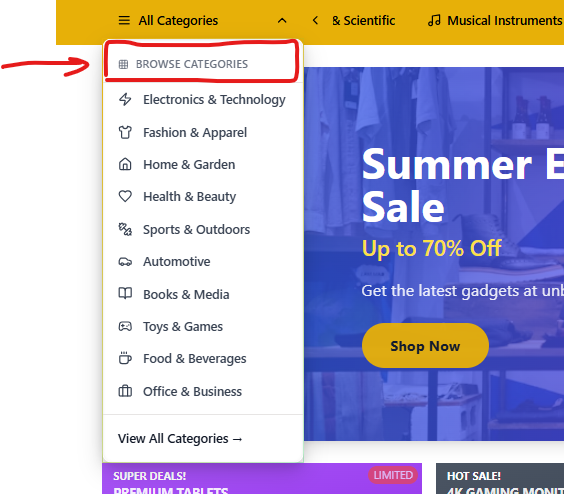 All Categories
& Scientific
Musical Instruments
BROWSE CATEGORIES
Electronics & Technology
Fashion & Apparel
Home & Garden
Health & Beauty
Sports & Outdoors
Automotive
Books & Media
Toys & Games
Food & Beverages
Office & Business
View All Categories →
Summer E
Sale
Up to 70% Off
Get the latest gadgets at unb
Shop Now
SUPER DEALS!
LIMITED
PREMIUM TABLETS
HOT SALE!
4K GAMING MONIT